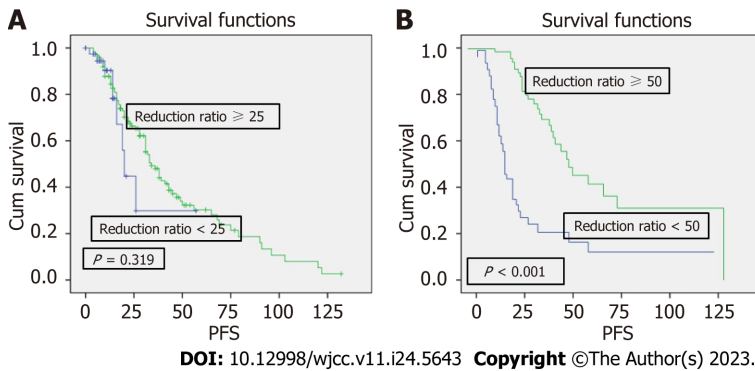 A
Survival functions
Cum survival
1.0
0.8
0.6
0.4
0.2
0.0
Reduction ratio ≥ 25
Reduction ratio < 25
P = 0.319
0 25 50 75 100 125
PFS
B
Survival functions
Cum survival
1.0
0.8
0.6
0.4
0.2
0.0
Reduction ratio ≥ 50
Reduction ratio < 50
P < 0.001
0 25 50 75 100 125
PFS
DOI: 10.12998/wjcc.v11.i24.5643 Copyright ©The Author(s) 2023.